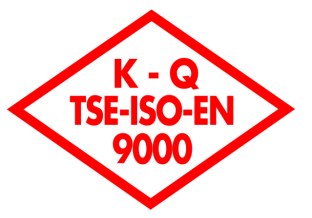 K - Q
TSE-ISO-EN
9000